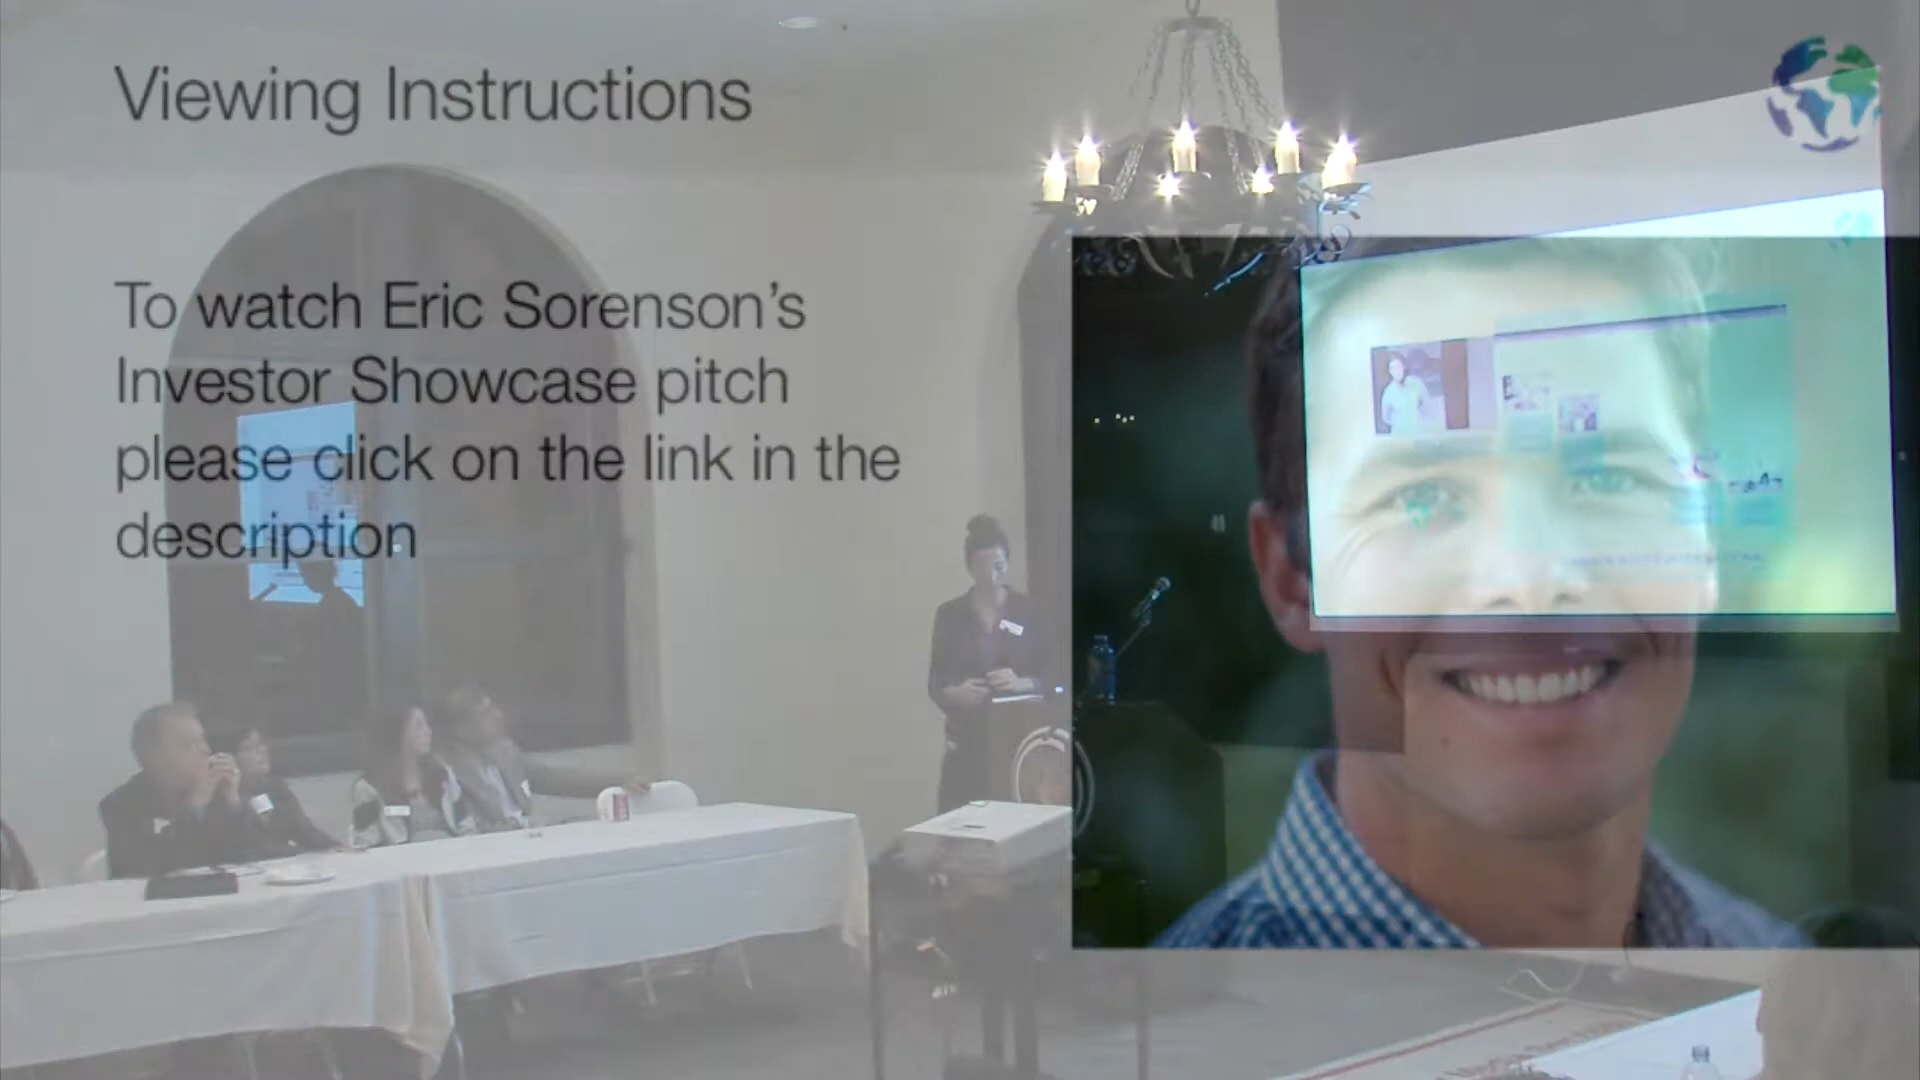 Viewing Instructions
To watch Eric Sorenson’s
Investor Showcase pitch
please click on the link in the
description